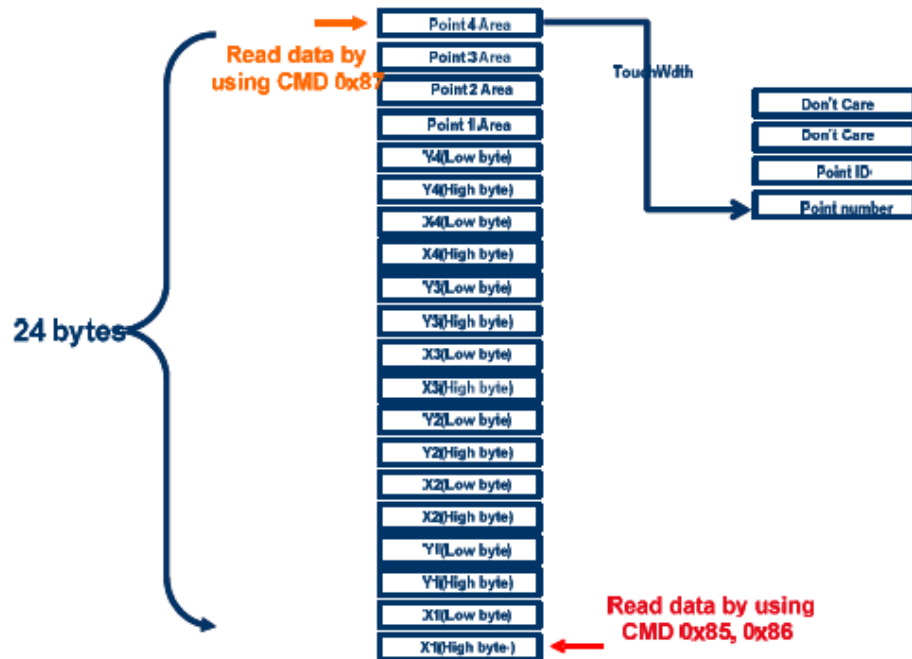 Point 4 Area
Read data by
using CMD 0x87
Point 3 Area
Point 2 Area
Point 1 Area
Y4(Low byte)
Y4(High byte)
X4(Low byte)
X4(High byte)
Y3(Low byte)
Y3(High byte)
X3(Low byte)
X3(High byte)
Y2(Low byte)
Y2(High byte)
X2(Low byte)
X2(High byte)
Y1(Low byte)
Y1(High byte)
X1(Low byte)
X1(High byte)
24 bytes
TouchWdth
Don't Care
Don't Care
Point ID
Point number
Read data by using
CMD 0x85, 0x86